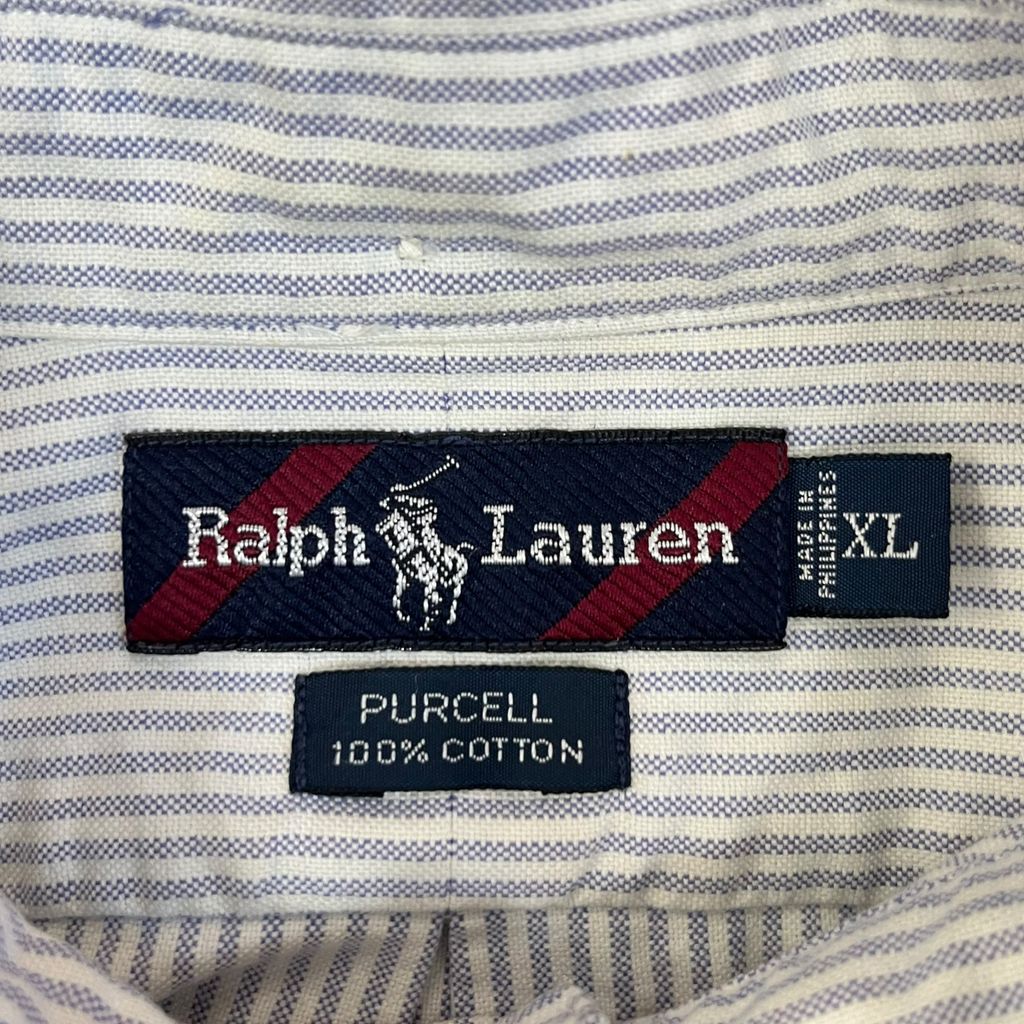 Ralph Lauren
MADE IN
PHILIPPINES
XL
PURCELL
100% COTTON